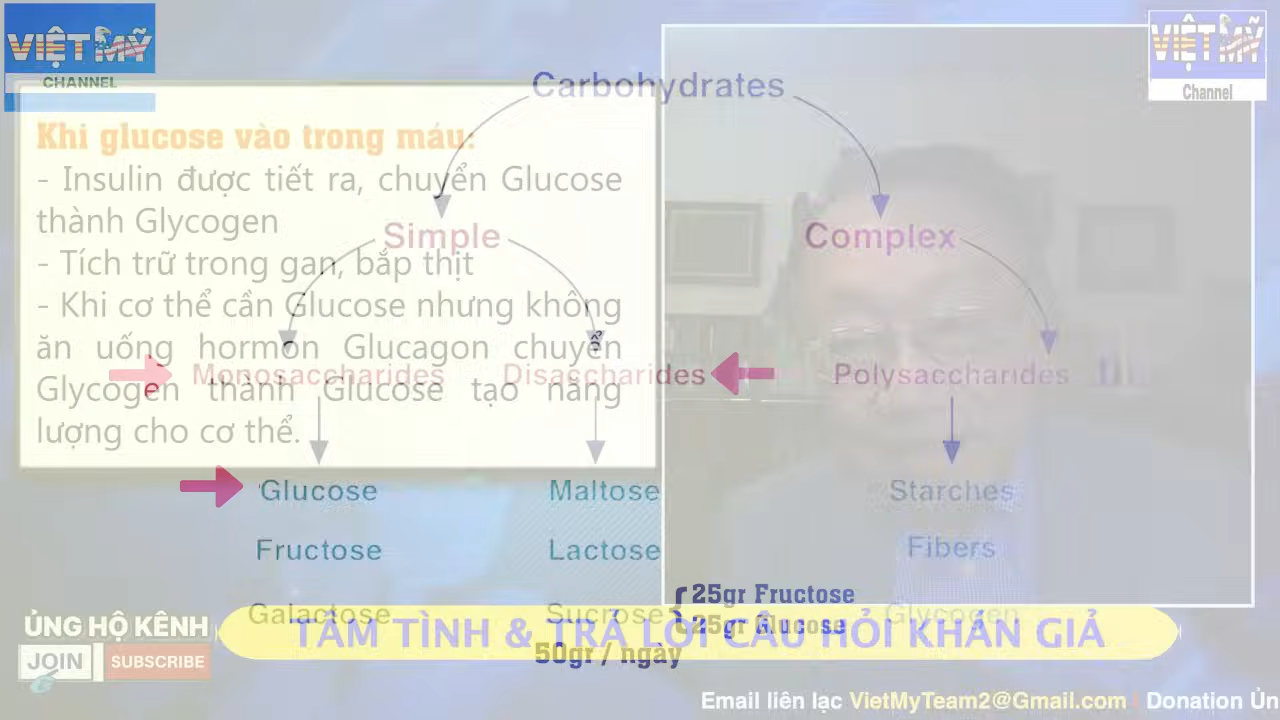 VIỆT MỸ
CHANNEL
VIỆT MỸ
Channel
Carbohydrates
Khi glucose vào trong máu:
- Insulin được tiết ra, chuyển Glucose
thành Glycogen
- Tích trữ trong gan, bắp thịt
- Khi cơ thể cần Glucose nhưng không
ăn uống hormon Glucagon chuyển
Glycogen thành Glucose tạo năng
lượng cho cơ thể.
Simple
Complex
Monosaccharides
Disaccharides
Polysaccharides
Glucose
Maltose
Starches
Fructose
Lactose
Fibers
Galactose
Sucrose
25gr Fructose
25gr Glucose
Glycogen
50gr / ngày
ỦNG HỘ KÊNH
JOIN
SUBSCRIBE
TÂM TÌNH & TRẢ LỜI CÂU HỎI KHÁN GIẢ
Email liên lạc VietMyTeam2@Gmail.com | Donation Ủn